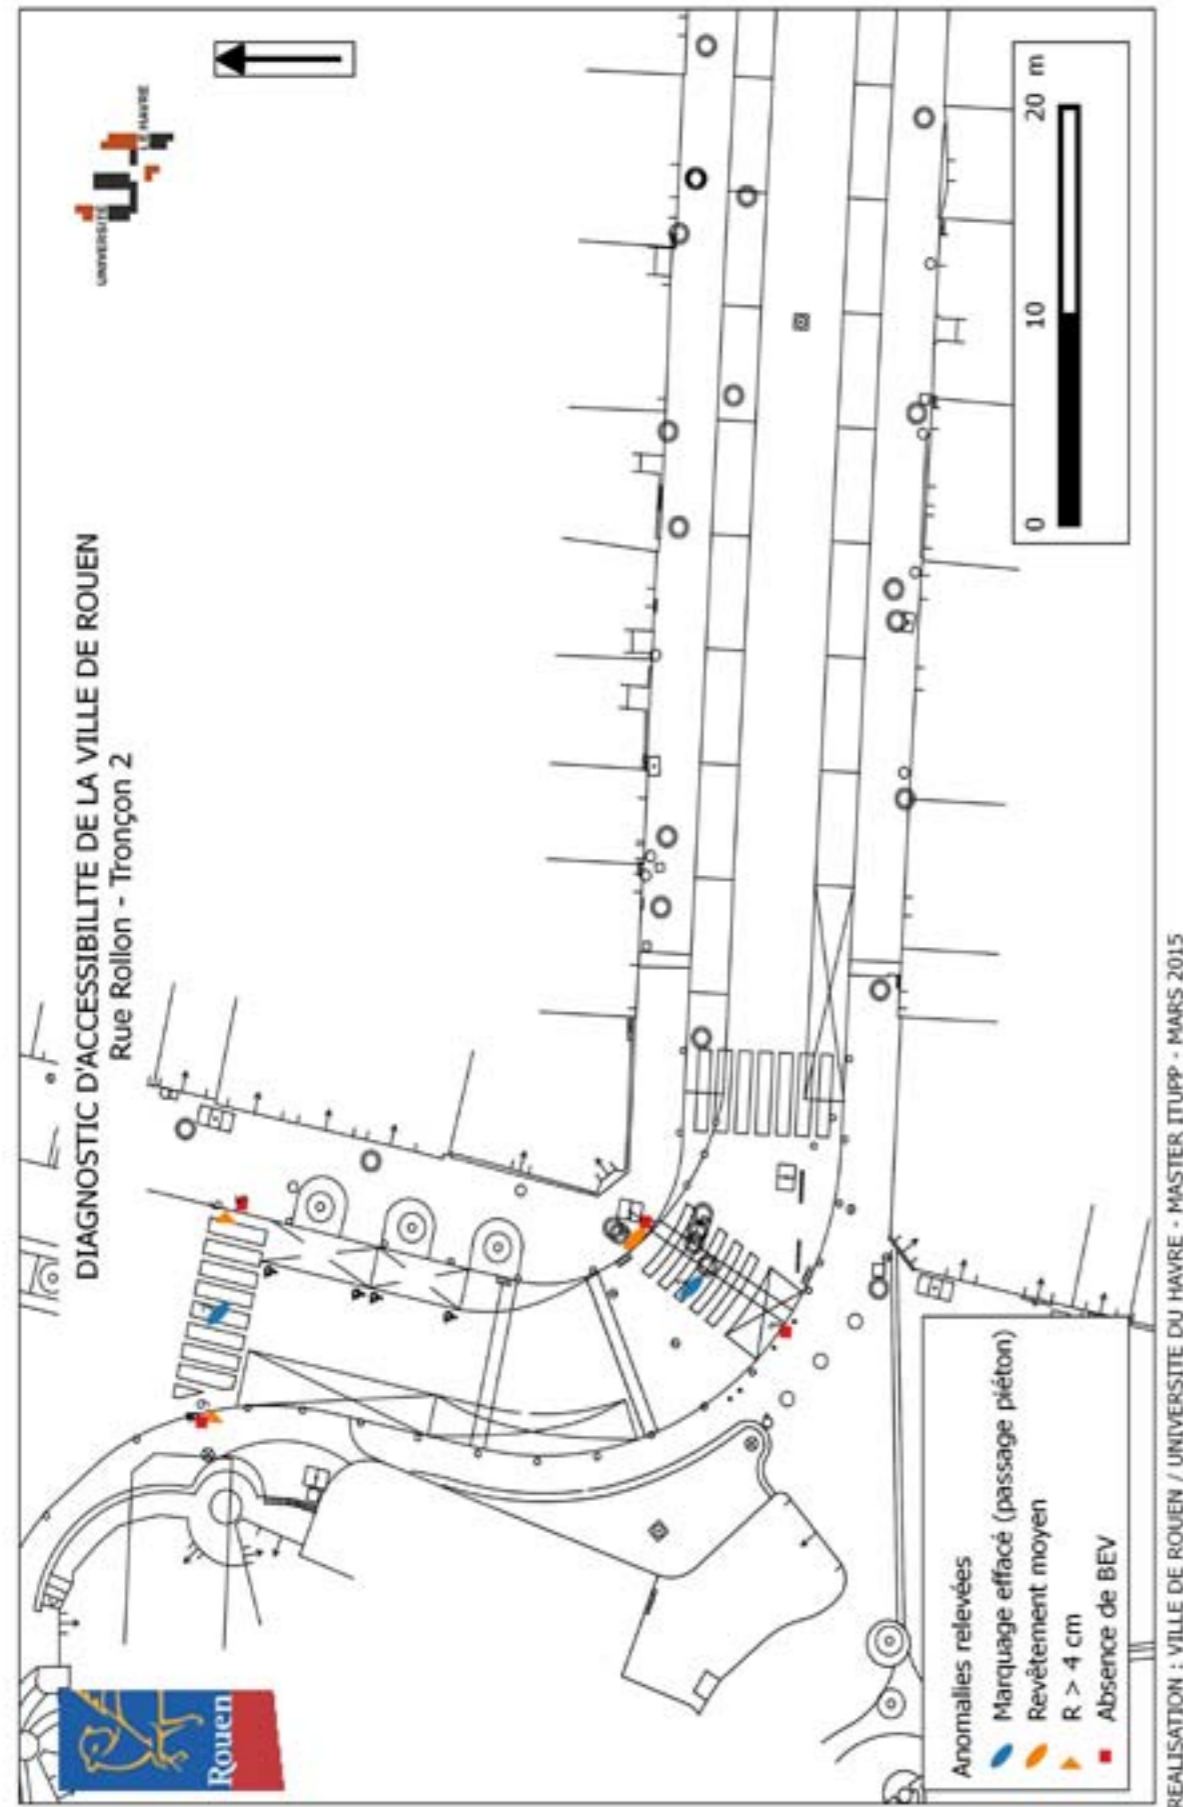 DIAGNOSTIC D'ACCESSIBILITE DE LA VILLE DE ROUEN
Rue Rollon - Tronçon 2
UNIVERSITÉ
LE HAVRE
Rouen
Anomalies relevées
Marquage effacé (passage piéton)
Revêtement moyen
R > 4 cm
Absence de BEV
0 10 20 m
REALISATION : VILLE DE ROUEN / UNIVERSITE DU HAVRE - MASTER ITUPP - MARS 2015